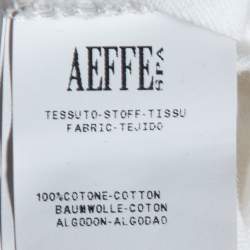 AEFFE SPA
TESSUTO-STOFF-TISSU
FABRIC-TEJIDO
100%COTONE-COTTON
BAUMWOLLE-COTON
ALGODON-ALGODAO